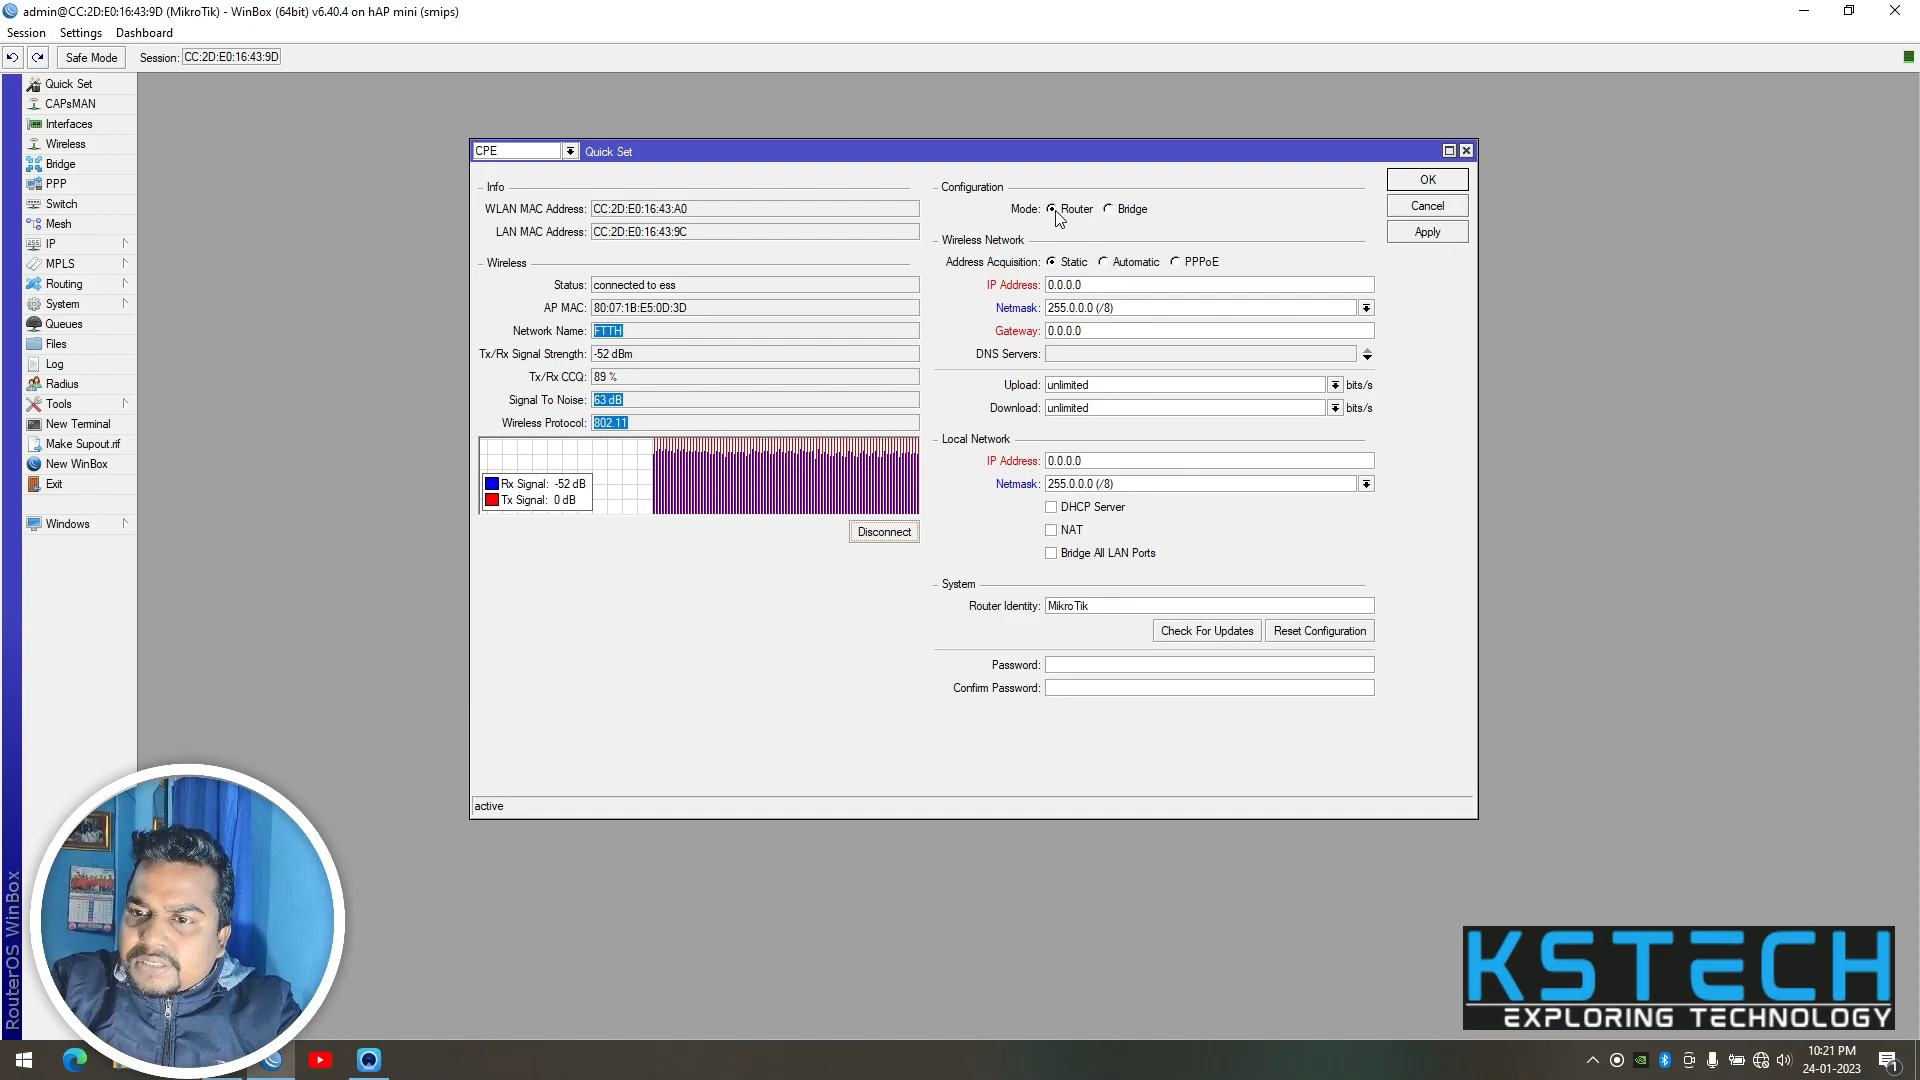 admin@CC:2D:E0:16:43:9D (MikroTik) - WinBox (64bit) v6.40.4 on hAP mini (smips)
Session Settings Dashboard
Safe Mode Session: CC:2D:E0:16:43:9D
Quick Set
CAPsMAN
Interfaces
Wireless
Bridge
PPP
Switch
Mesh
IP
MPLS
Routing
System
Queues
Files
Log
Radius
Tools
New Terminal
Make Supout.rif
New WinBox
Exit
Windows
RouterOS WinBox
CPE Quick Set
Info
WLAN MAC Address: CC:2D:E0:16:43:A0
LAN MAC Address: CC:2D:E0:16:43:9C
Wireless
Status: connected to ess
AP MAC: 80:07:1B:E5:0D:3D
Network Name: FTTH
Tx/Rx Signal Strength: -52 dBm
Tx/Rx CCQ: 89 %
Signal To Noise: 63 dB
Wireless Protocol: 802.11
Rx Signal: -52 dB
Tx Signal: 0 dB
Disconnect
Configuration
Mode: Router Bridge
Wireless Network
Address Acquisition: Static Automatic PPPoE
IP Address: 0.0.0.0
Netmask: 255.0.0.0 (/8)
Gateway: 0.0.0.0
DNS Servers:
Upload: unlimited bits/s
Download: unlimited bits/s
Local Network
IP Address: 0.0.0.0
Netmask: 255.0.0.0 (/8)
DHCP Server
NAT
Bridge All LAN Ports
System
Router Identity: MikroTik
Check For Updates Reset Configuration
Password:
Confirm Password:
OK
Cancel
Apply
active
KSTECH
EXPLORING TECHNOLOGY
10:21 PM
24-01-2023
1